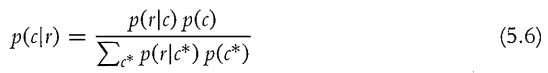 p(c|r) = p(r|c) p(c) / ∑c* p(r|c*) p(c*) (5.6)